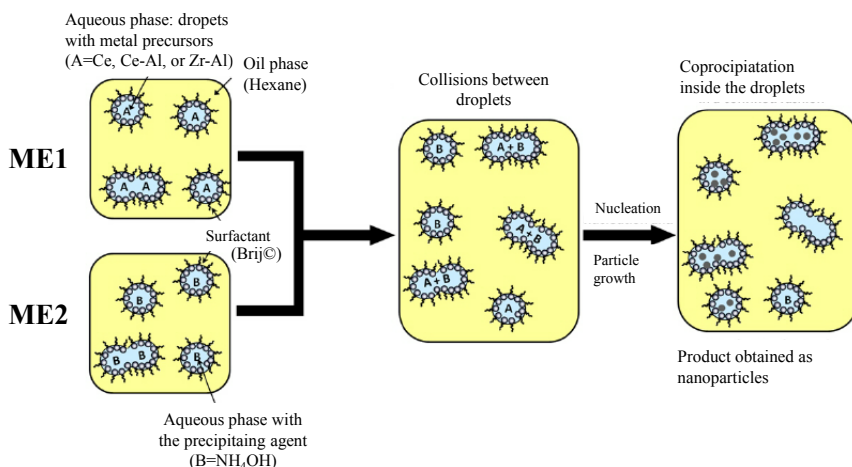 Aqueous phase: dropets
with metal precursors
(A=Ce, Ce-Al, or Zr-Al)
Oil phase
(Hexane)
ME1
A
A
A A
A
Surfactant
(Brij©)
ME2
B
B
B B
B
Aqueous phase with
the precipitaing agent
(B=NH₄OH)
Collisions between
droplets
B
A + B
B
A + B
A + B
A
Nucleation
Particle
growth
Coprocipiatation
inside the droplets
B
Product obtained as
nanoparticles